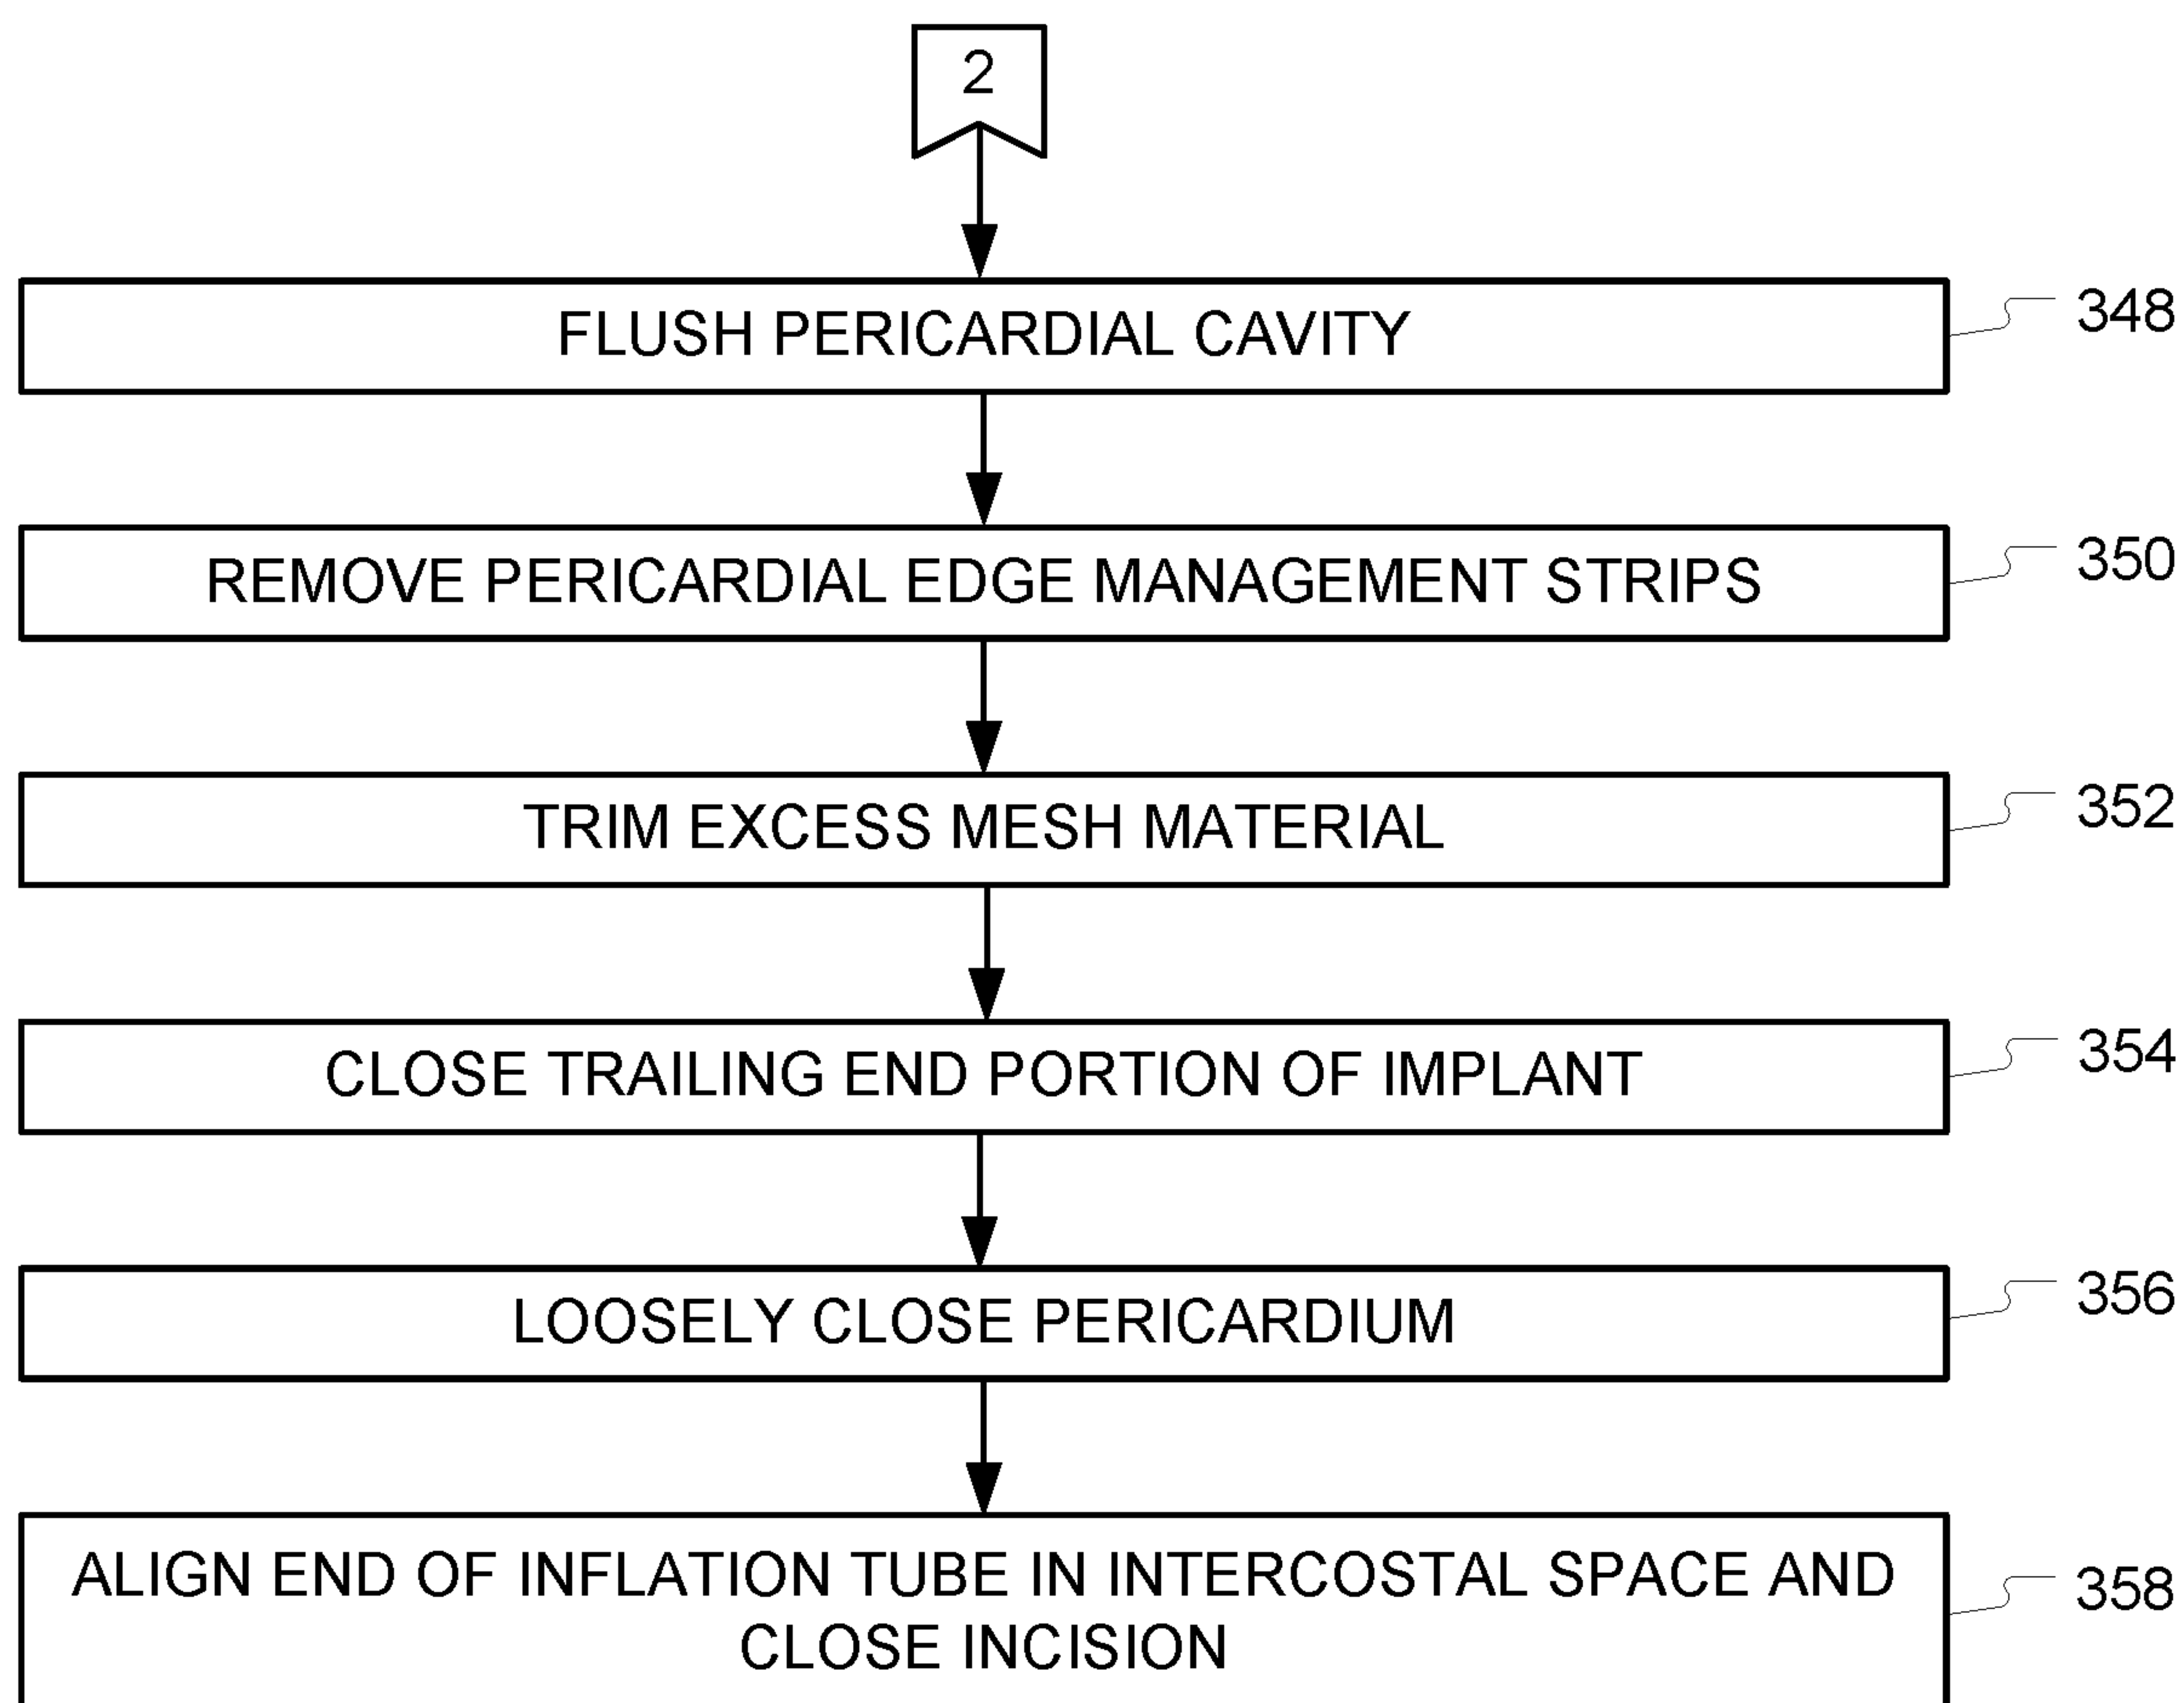 2
FLUSH PERICARDIAL CAVITY
348
REMOVE PERICARDIAL EDGE MANAGEMENT STRIPS
350
TRIM EXCESS MESH MATERIAL
352
CLOSE TRAILING END PORTION OF IMPLANT
354
LOOSELY CLOSE PERICARDIUM
356
ALIGN END OF INFLATION TUBE IN INTERCOSTAL SPACE AND
CLOSE INCISION
358